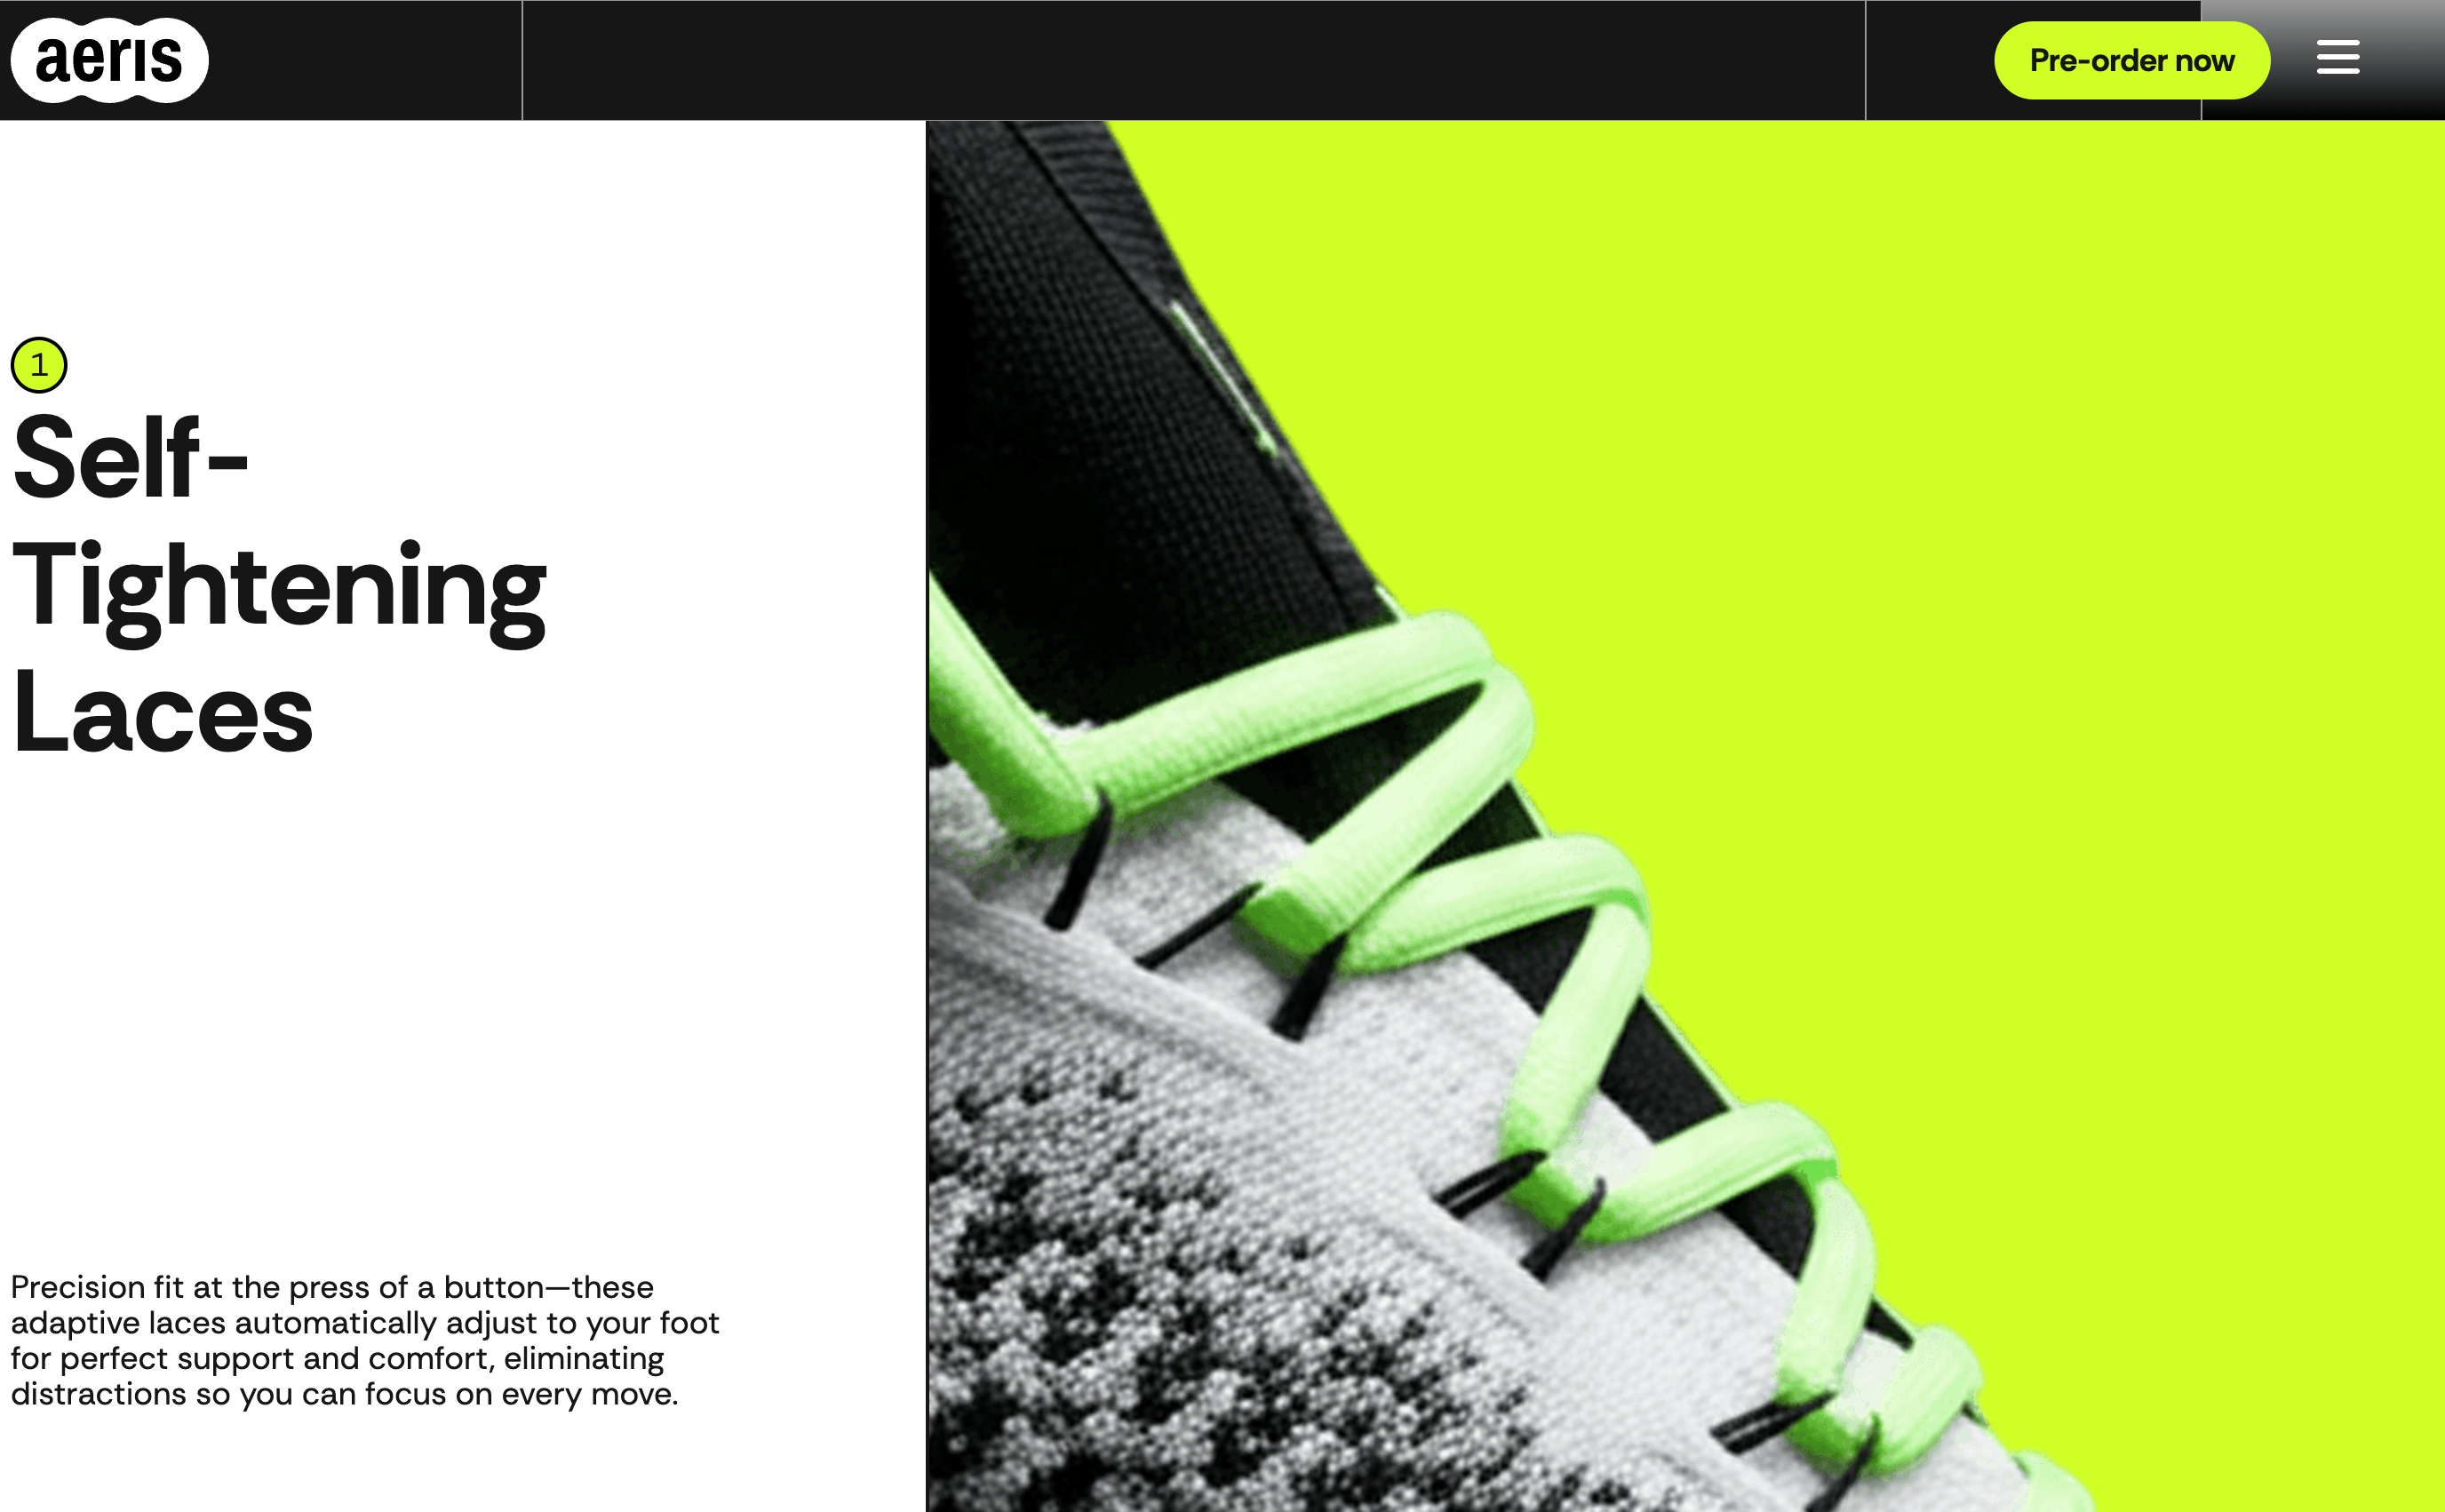 aeris
Pre-order now
1
Self-
Tightening
Laces
Precision fit at the press of a button—these
adaptive laces automatically adjust to your foot
for perfect support and comfort, eliminating
distractions so you can focus on every move.